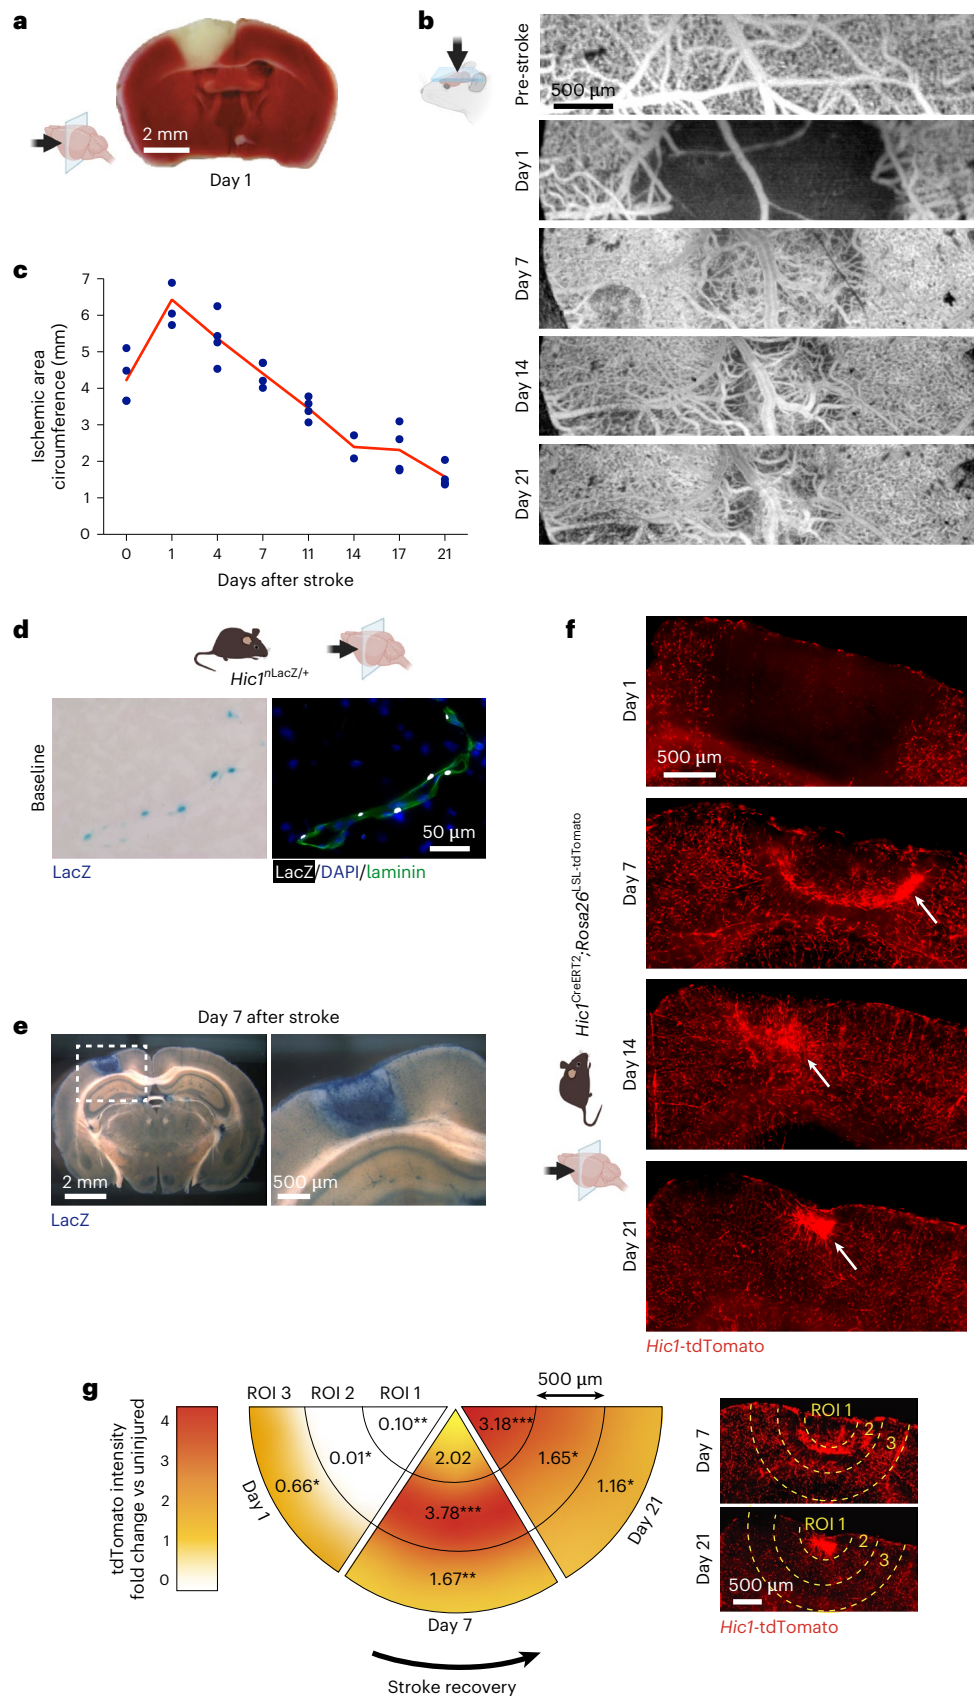 a
2 mm
Day 1
b
Pre-stroke
500 μm
Day 1
Day 7
Day 14
Day 21
c
Ischemic area
circumference (mm)
7
6
5
4
3
2
1
0
0 1 4 7 11 14 17 21
Days after stroke
d
Hic1nLacZ/+
Baseline
50 μm
LacZ
LacZ/DAPI/laminin
e
Day 7 after stroke
2 mm
500 μm
LacZ
f
Hic1CreERT2;Rosa26LSL-tdTomato
Day 1
500 μm
Day 7
Day 14
Day 21
Hic1-tdTomato
g
tdTomato intensity
fold change vs uninjured
4
3
2
1
0
ROI 3 ROI 2 ROI 1
500 μm
0.10**
0.01*
0.66*
Day 1
2.02
3.78***
1.67**
Day 7
3.18***
1.65*
1.16*
Day 21
Stroke recovery
Day 7
ROI 1
2
3
Day 21
ROI 1
2
3
500 μm
Hic1-tdTomato